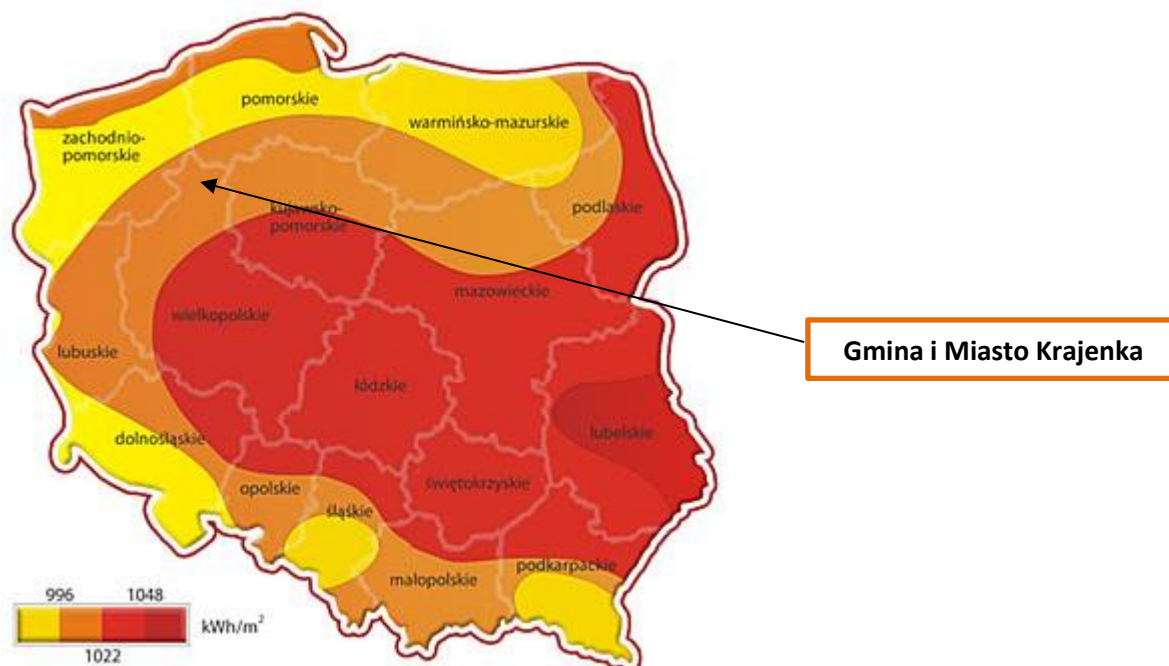 pomorskie
warmińsko-mazurskie
zachodnio-
pomorskie
podlaskie
kujawsko-
pomorskie
mazowieckie
wielkopolskie
Gmina i Miasto Krajenka
lubuskie
łódzkie
lubelskie
dolnośląskie
opolskie
świętokrzyskie
śląskie
podkarpackie
małopolskie
996 1048
kWh/m²
1022